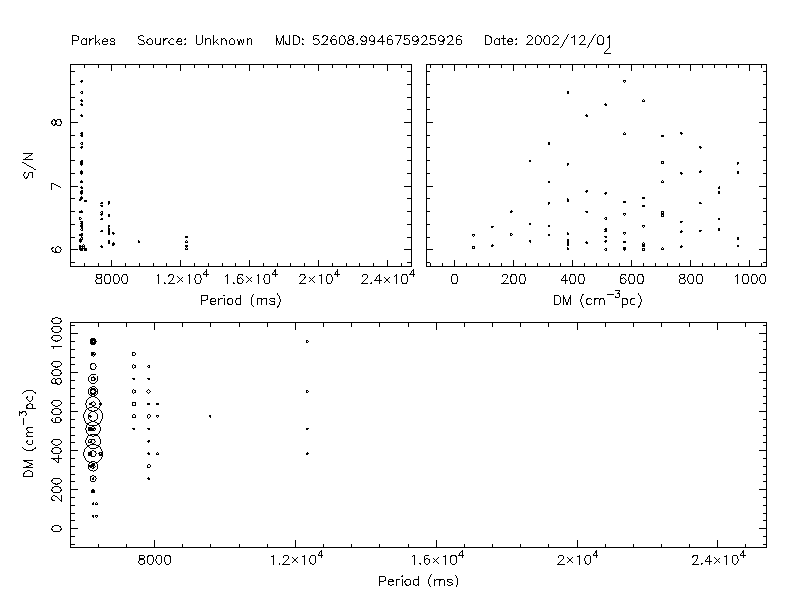 Parkes Source: Unknown MJD: 52608.994675925926 Date: 2002/12/01
2
S/N
8
7
6
8000 1.2×10⁴ 1.6×10⁴ 2×10⁴ 2.4×10⁴
Period (ms)
0 200 400 600 800 1000
DM (cm⁻³pc)
DM (cm⁻³pc)
1000
800
600
400
200
0
8000 1.2×10⁴ 1.6×10⁴ 2×10⁴ 2.4×10⁴
Period (ms)